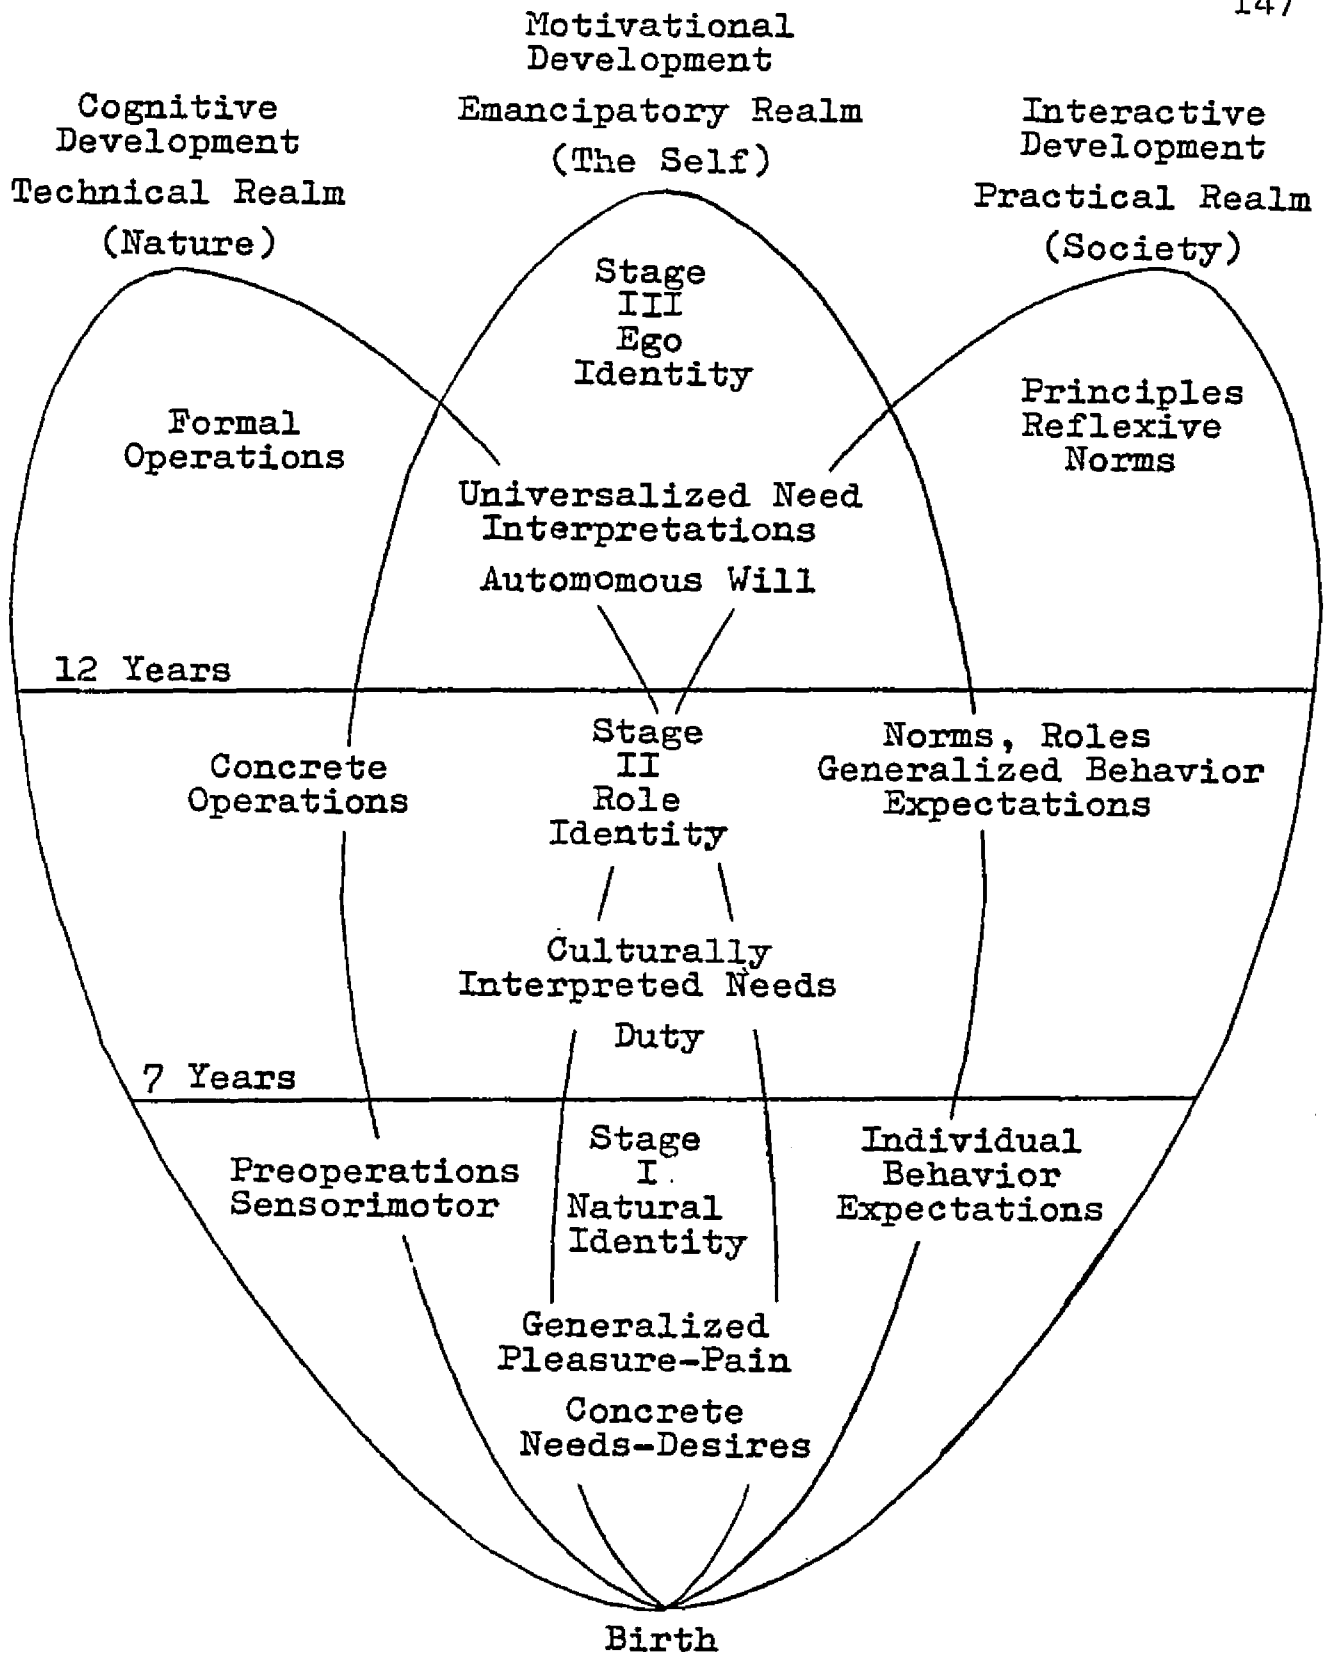 147
Motivational
Development
Emancipatory Realm
(The Self)
Cognitive
Development
Technical Realm
(Nature)
Interactive
Development
Practical Realm
(Society)
Stage
III
Ego
Identity
Formal
Operations
Principles
Reflexive
Norms
Universalized Need
Interpretations
Automomous Will
12 Years
Stage
II
Role
Identity
Concrete
Operations
Norms, Roles
Generalized Behavior
Expectations
Culturally
Interpreted Needs
Duty
7 Years
Stage
I
Natural
Identity
Preoperations
Sensorimotor
Individual
Behavior
Expectations
Generalized
Pleasure-Pain
Concrete
Needs-Desires
Birth